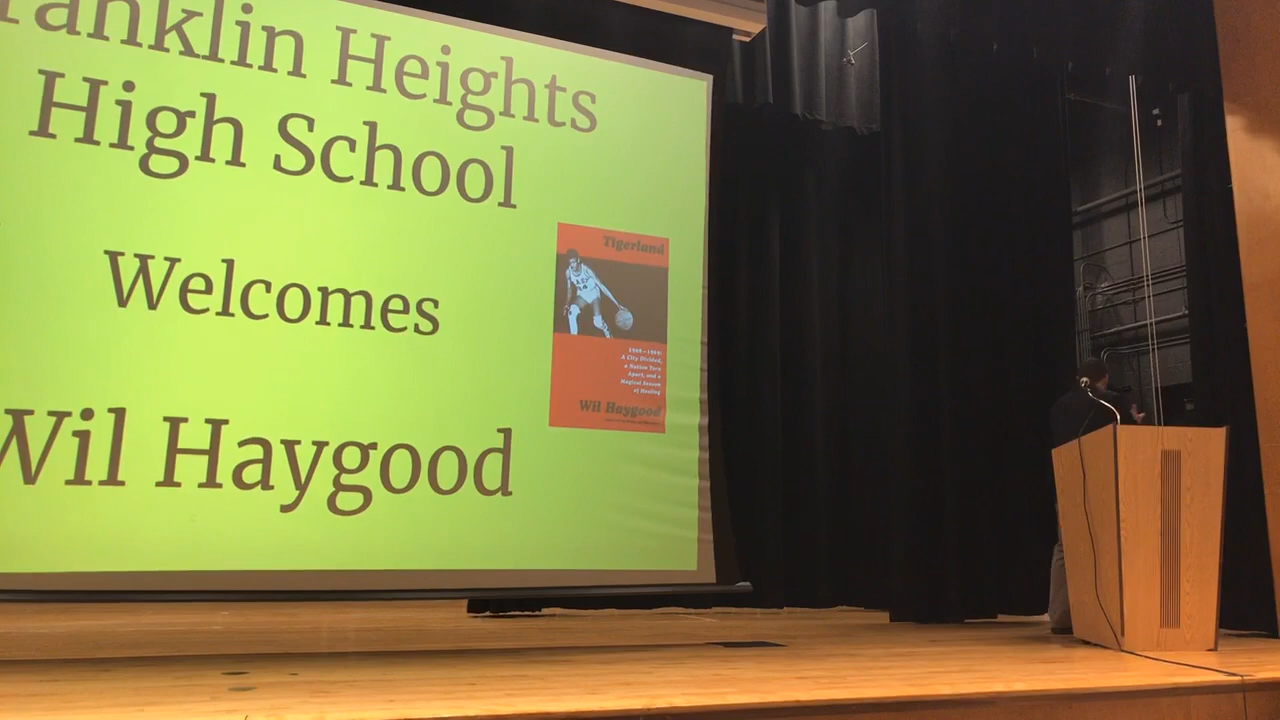 ranklin Heights
High School
Welcomes
Wil Haygood
Tigerland
1968–1969:
A City Divided,
a Nation Torn
Apart, and a
Magical Season
of Healing
Wil Haygood